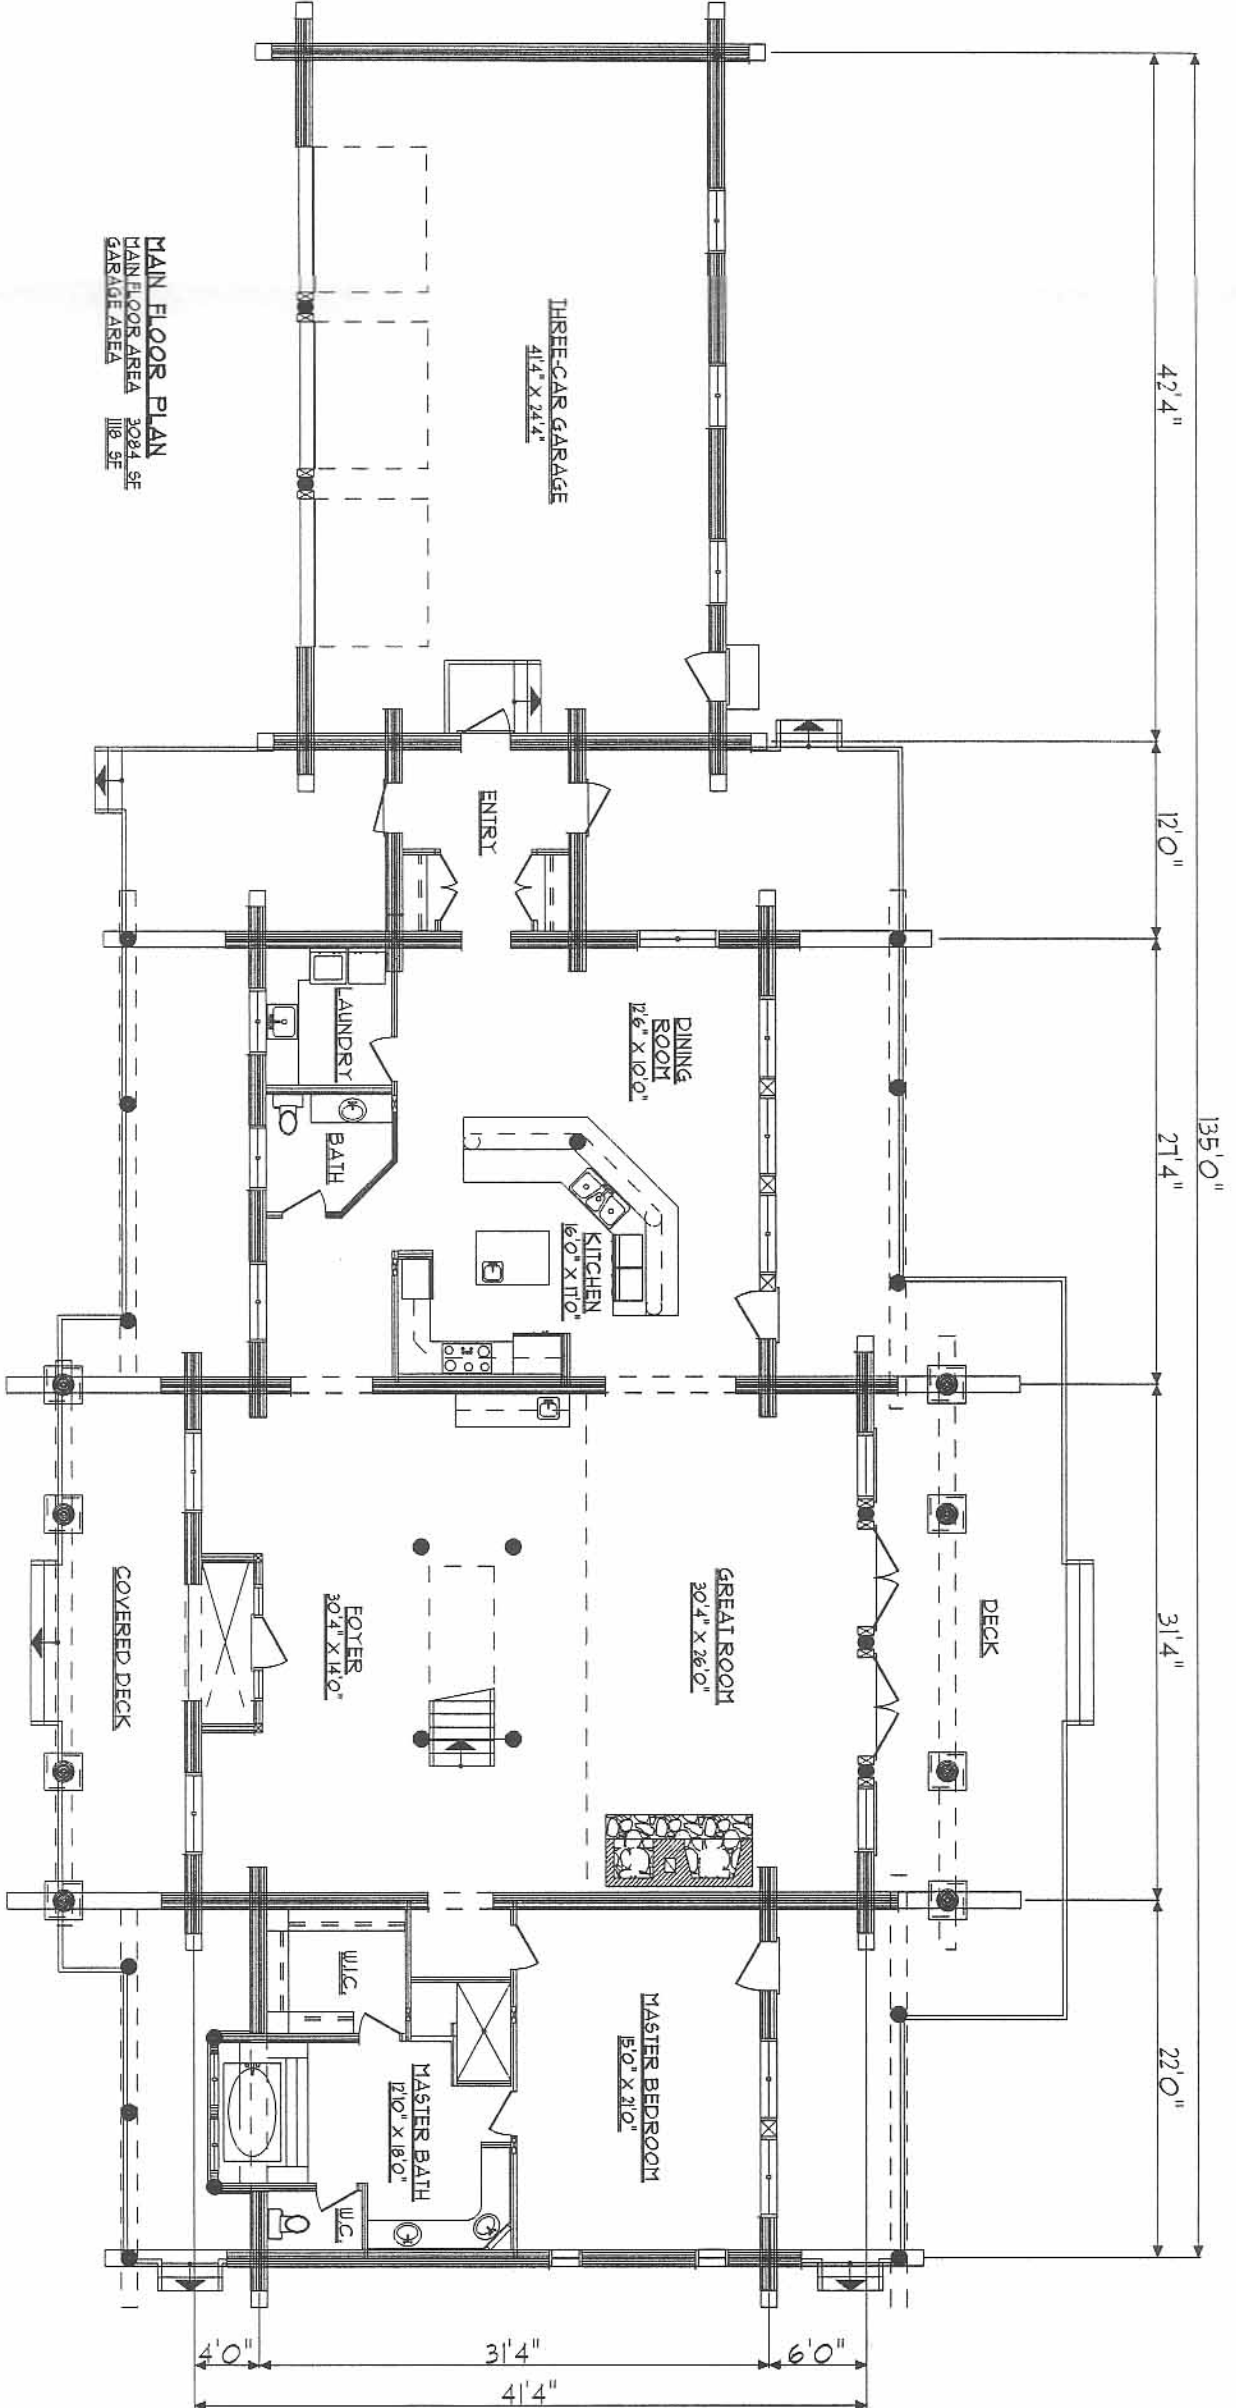 135'0"
42'4"
12'0"
27'4"
31'4"
22'0"
THREE-CAR GARAGE
41'4" X 24'4"
ENTRY
DINING
ROOM
12'6" X 10'0"
LAUNDRY
BATH
KITCHEN
16'0" X 17'0"
DECK
GREAT ROOM
30'4" X 26'0"
FOYER
30'4" X 14'0"
COVERED DECK
MASTER BEDROOM
15'0" X 21'0"
W.I.C.
MASTER BATH
12'10" X 18'0"
W.C.
6'0"
31'4"
4'0"
41'4"
MAIN FLOOR PLAN
MAIN FLOOR AREA 3084 SF
GARAGE AREA 1118 SF